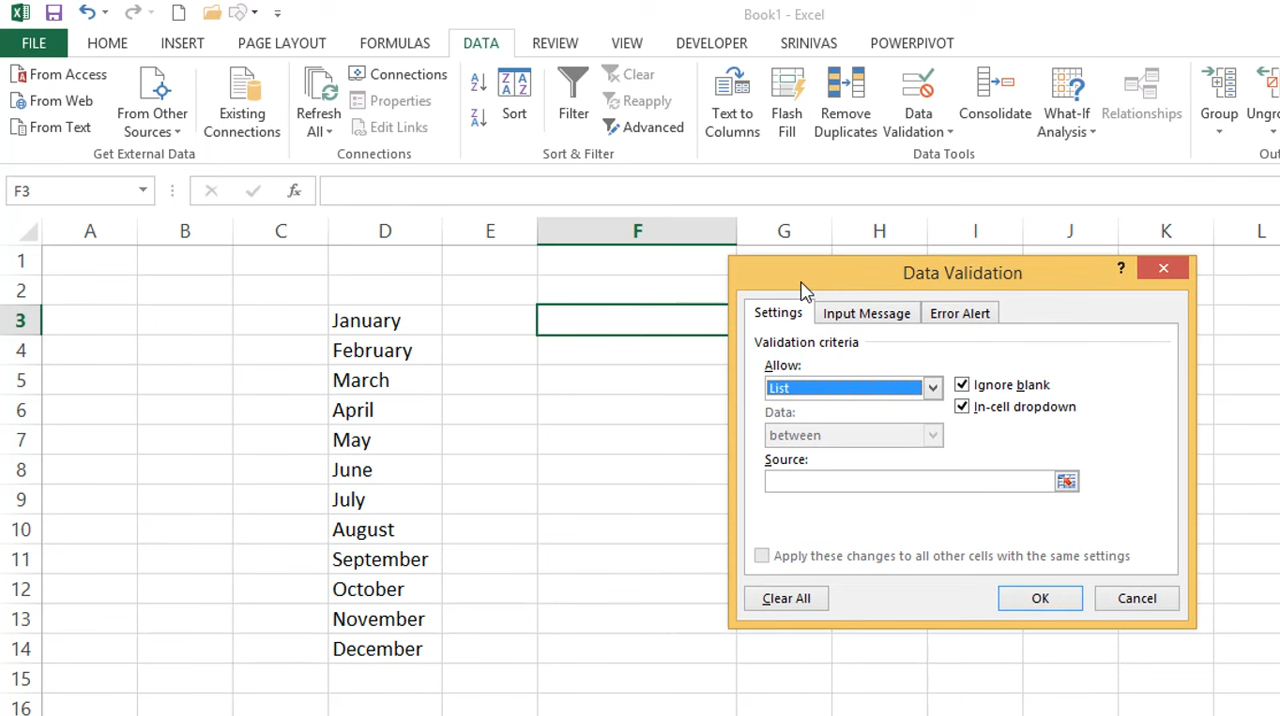 Book1 - Excel
FILE HOME INSERT PAGE LAYOUT FORMULAS DATA REVIEW VIEW DEVELOPER SRINIVAS POWERPIVOT
From Access
From Web
From Text
From Other
Sources
Existing
Connections
Get External Data
Refresh
All
Connections
Properties
Edit Links
Connections
Sort
Filter
Clear
Reapply
Advanced
Sort & Filter
Text to
Columns
Flash
Fill
Remove
Duplicates
Data
Validation
Consolidate
What-If
Analysis
Relationships
Data Tools
Group
Ungro
Ou
F3
fx
A B C D E F G H I J K L
1
2
3 January
4 February
5 March
6 April
7 May
8 June
9 July
10 August
11 September
12 October
13 November
14 December
15
16
Data Validation
?
Settings Input Message Error Alert
Validation criteria
Allow:
List
Ignore blank
In-cell dropdown
Data:
between
Source:
Apply these changes to all other cells with the same settings
Clear All OK Cancel